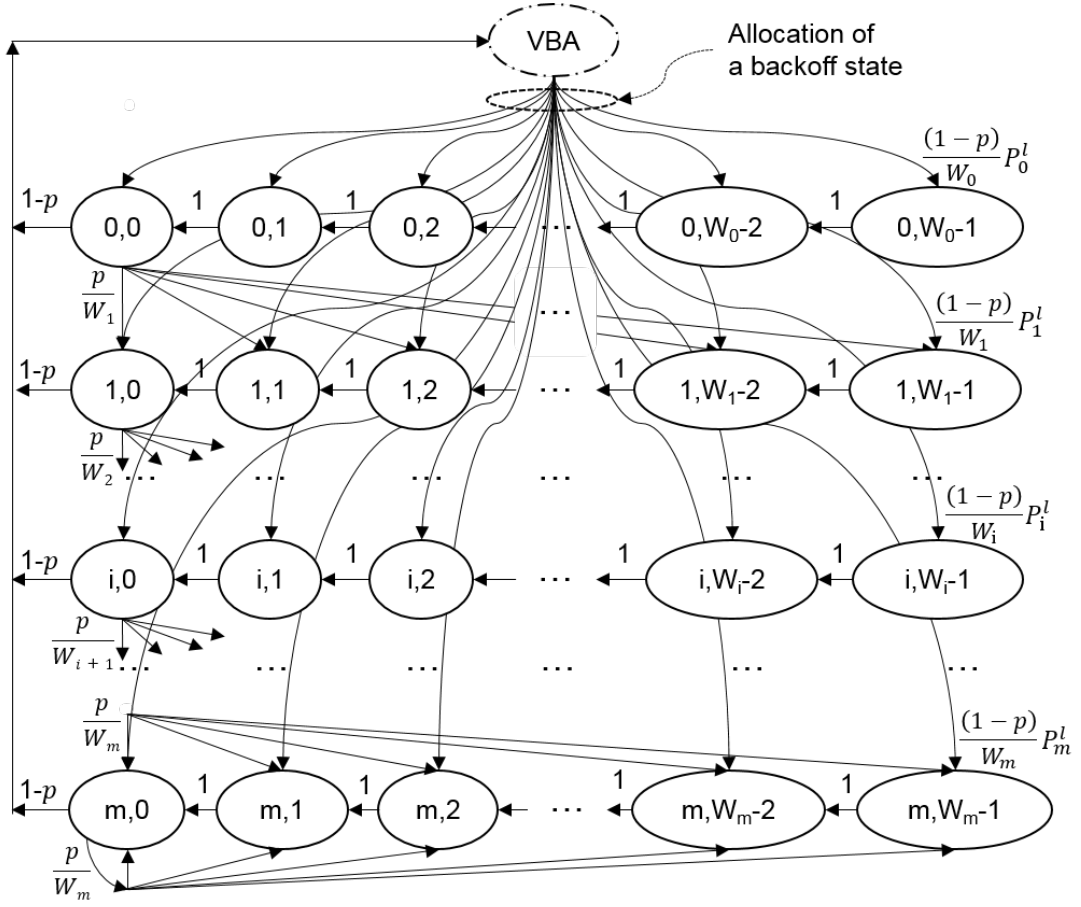 VBA
Allocation of
a backoff state
(1−p)/W₀ P₀ˡ
1-p 1 1 1 1
0,0 0,1 0,2 ... 0,W₀-2 0,W₀-1
p/W₁ ... (1−p)/W₁ P₁ˡ
1-p 1 1 1 1
1,0 1,1 1,2 ... 1,W₁-2 1,W₁-1
p/W₂ ... ... ... ... ... ...
(1−p)/Wᵢ Pᵢˡ
1-p 1 1 1 1
i,0 i,1 i,2 ... i,Wᵢ-2 i,Wᵢ-1
p/Wᵢ₊₁ ... ... ... ... ... ...
p/Wₘ (1−p)/Wₘ Pₘˡ
1-p 1 1 1 1
m,0 m,1 m,2 ... m,Wₘ-2 m,Wₘ-1
p/Wₘ